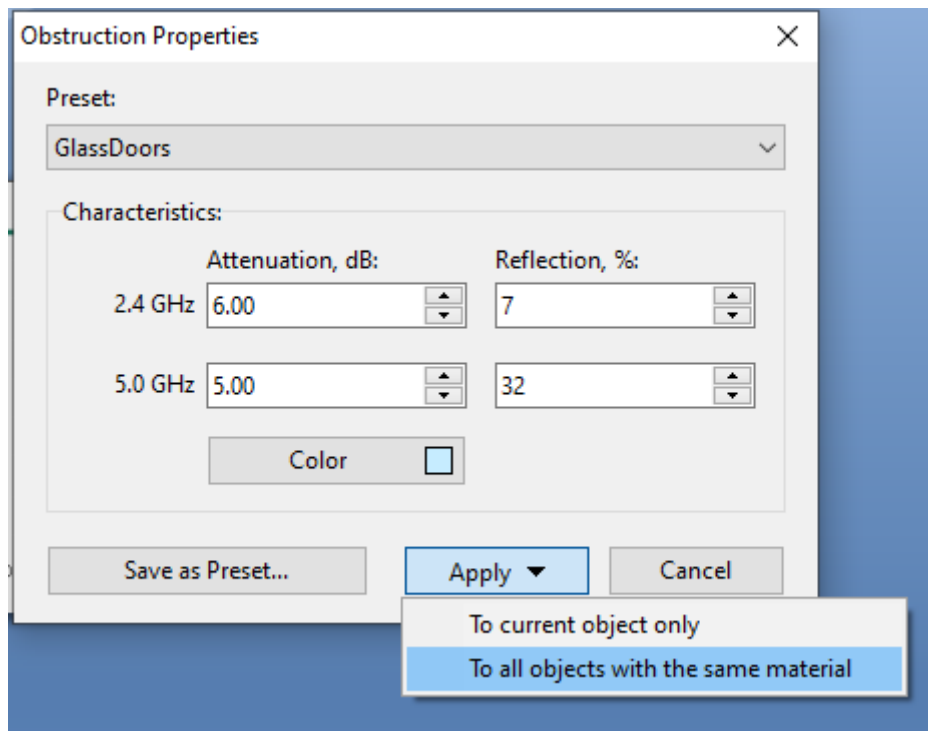 Obstruction Properties
Preset:
GlassDoors
Characteristics:
Attenuation, dB: Reflection, %:
2.4 GHz 6.00 7
5.0 GHz 5.00 32
Color
Save as Preset... Apply Cancel
To current object only
To all objects with the same material